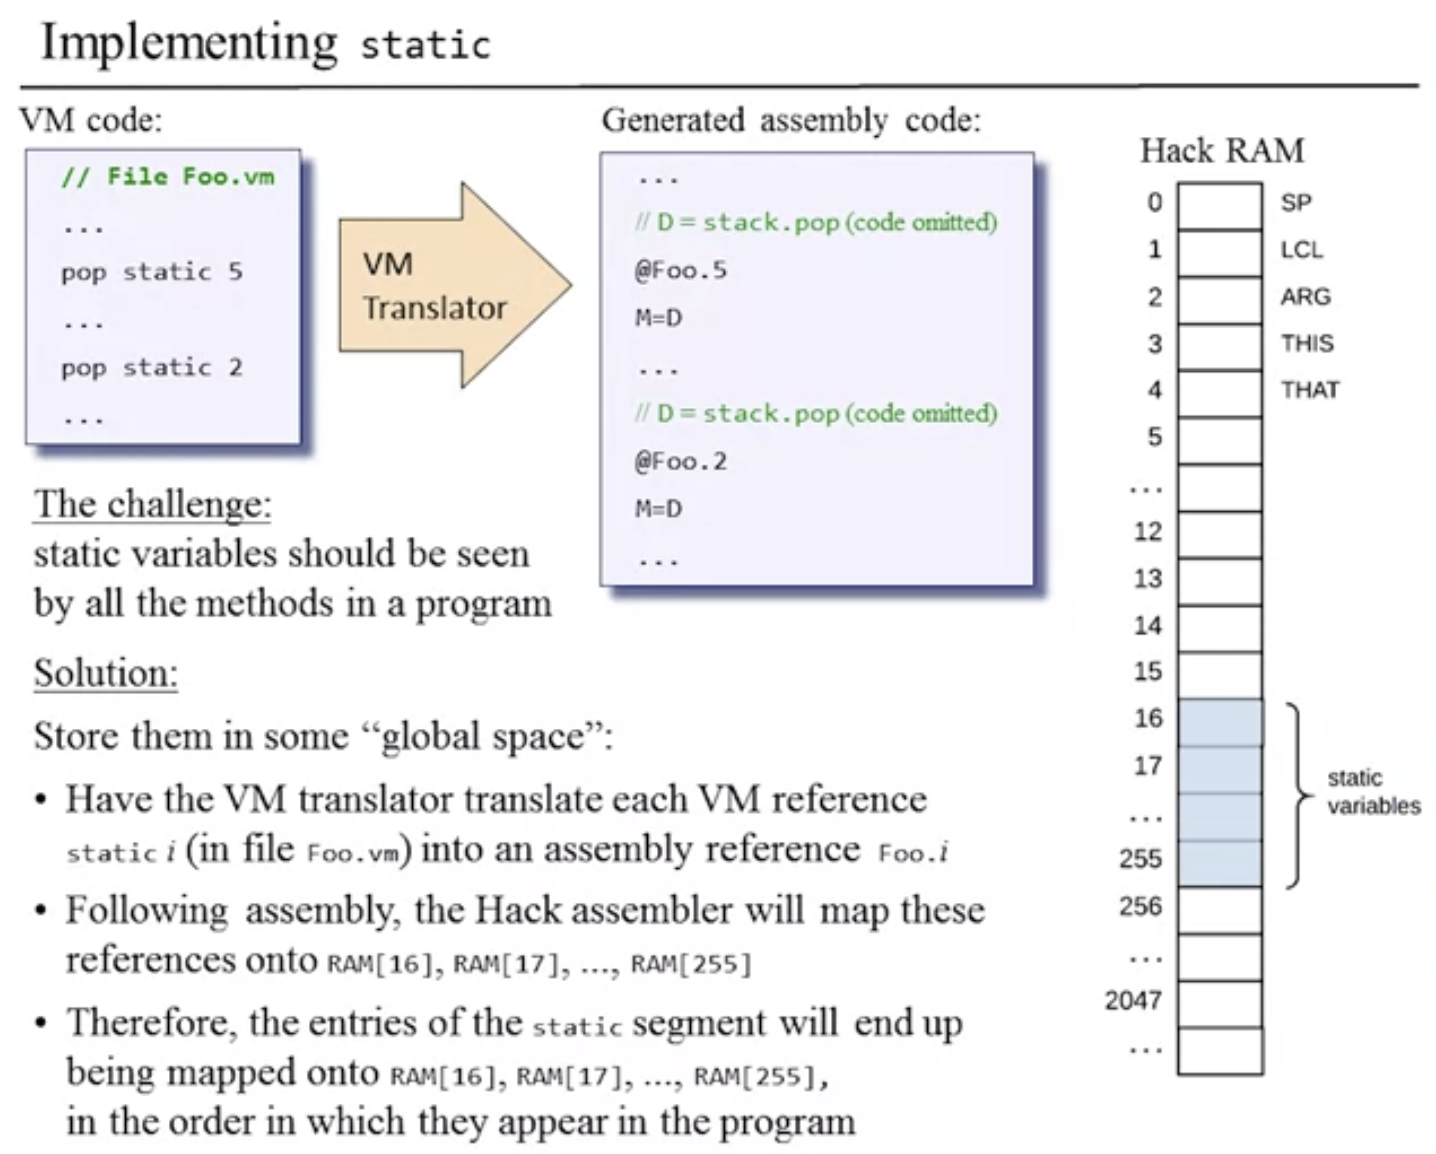 Implementing static
VM code:
// File Foo.vm
...
pop static 5
...
pop static 2
...
VM
Translator
Generated assembly code:
...
// D = stack.pop (code omitted)
@Foo.5
M=D
...
// D = stack.pop (code omitted)
@Foo.2
M=D
...
The challenge:
static variables should be seen
by all the methods in a program
Solution:
Store them in some “global space”:
• Have the VM translator translate each VM reference
static i (in file Foo.vm) into an assembly reference Foo.i
• Following assembly, the Hack assembler will map these
references onto RAM[16], RAM[17], ..., RAM[255]
• Therefore, the entries of the static segment will end up
being mapped onto RAM[16], RAM[17], ..., RAM[255],
in the order in which they appear in the program
Hack RAM
0 SP
1 LCL
2 ARG
3 THIS
4 THAT
5
...
12
13
14
15
16
17
...
255
static
variables
256
...
2047
...